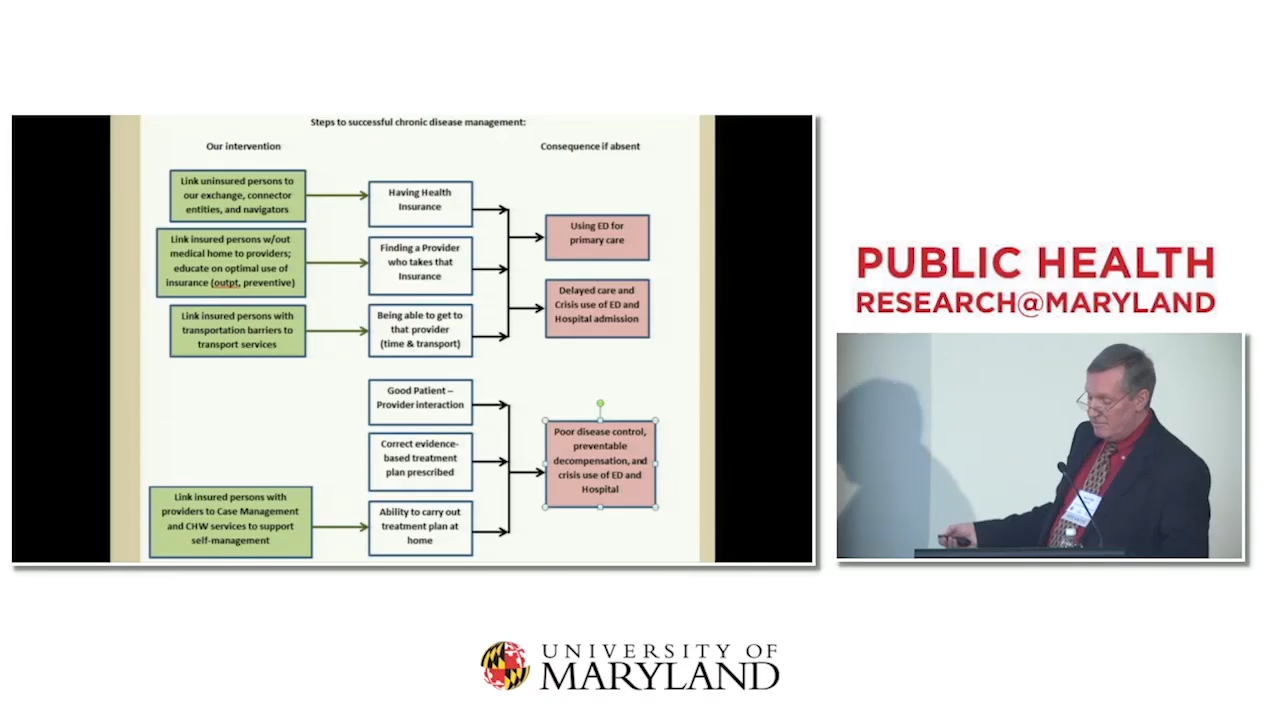 Steps to successful chronic disease management:
Our intervention
Consequence if absent
Link uninsured persons to
our exchange, connector
entities, and navigators
Having Health
Insurance
Using ED for
primary care
Link insured persons w/out
medical home to providers;
educate on optimal use of
insurance (outpt, preventive)
Finding a Provider
who takes that
Insurance
Delayed care and
Crisis use of ED and
Hospital admission
Link insured persons with
transportation barriers to
transport services
Being able to get to
that provider
(time & transport)
Good Patient –
Provider interaction
Correct evidence-
based treatment
plan prescribed
Poor disease control,
preventable
decompensation, and
crisis use of ED and
Hospital
Link insured persons with
providers to Case Management
and CHW services to support
self-management
Ability to carry out
treatment plan at
home
PUBLIC HEALTH
RESEARCH@MARYLAND
UNIVERSITY OF
MARYLAND